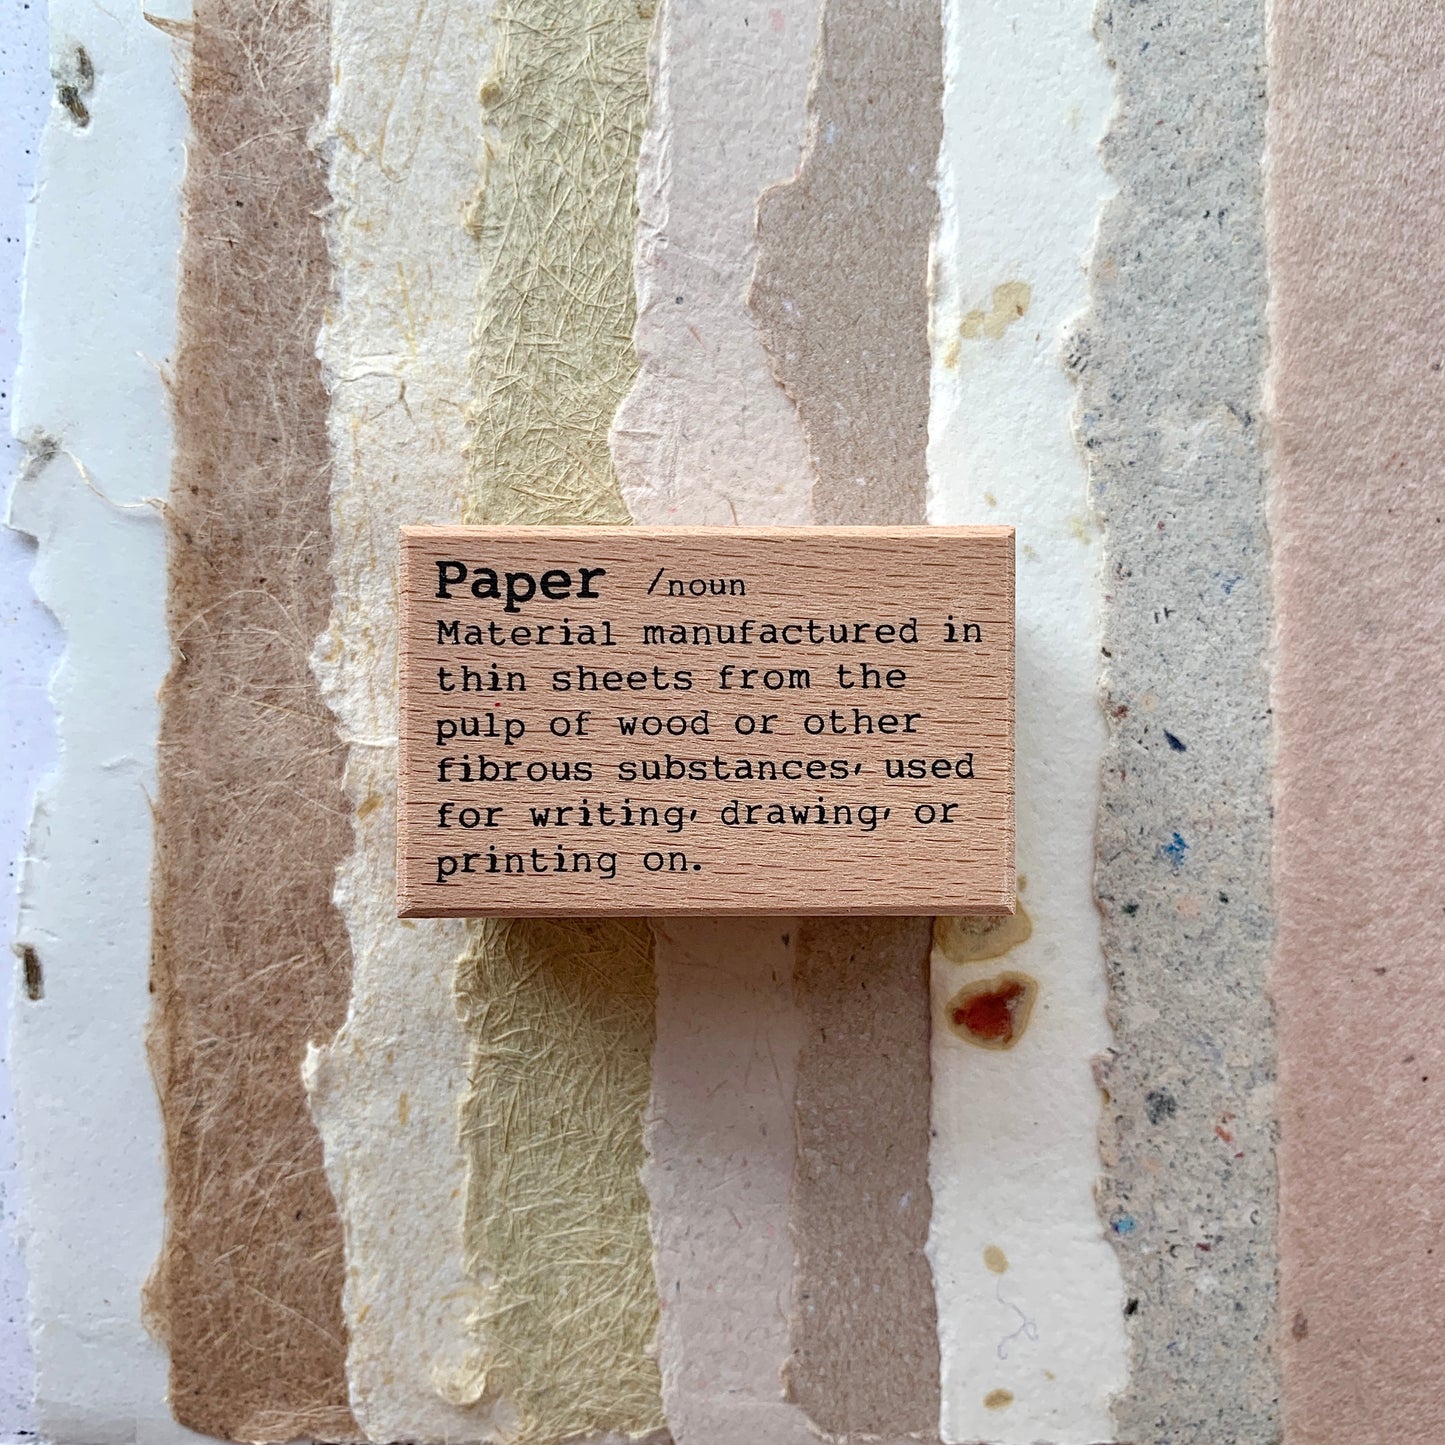 Paper /noun
Material manufactured in
thin sheets from the
pulp of wood or other
fibrous substances, used
for writing, drawing, or
printing on.